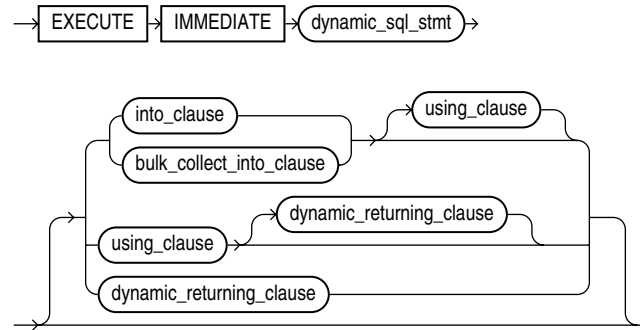 EXECUTE IMMEDIATE dynamic_sql_stmt
into_clause using_clause
bulk_collect_into_clause
using_clause dynamic_returning_clause
dynamic_returning_clause